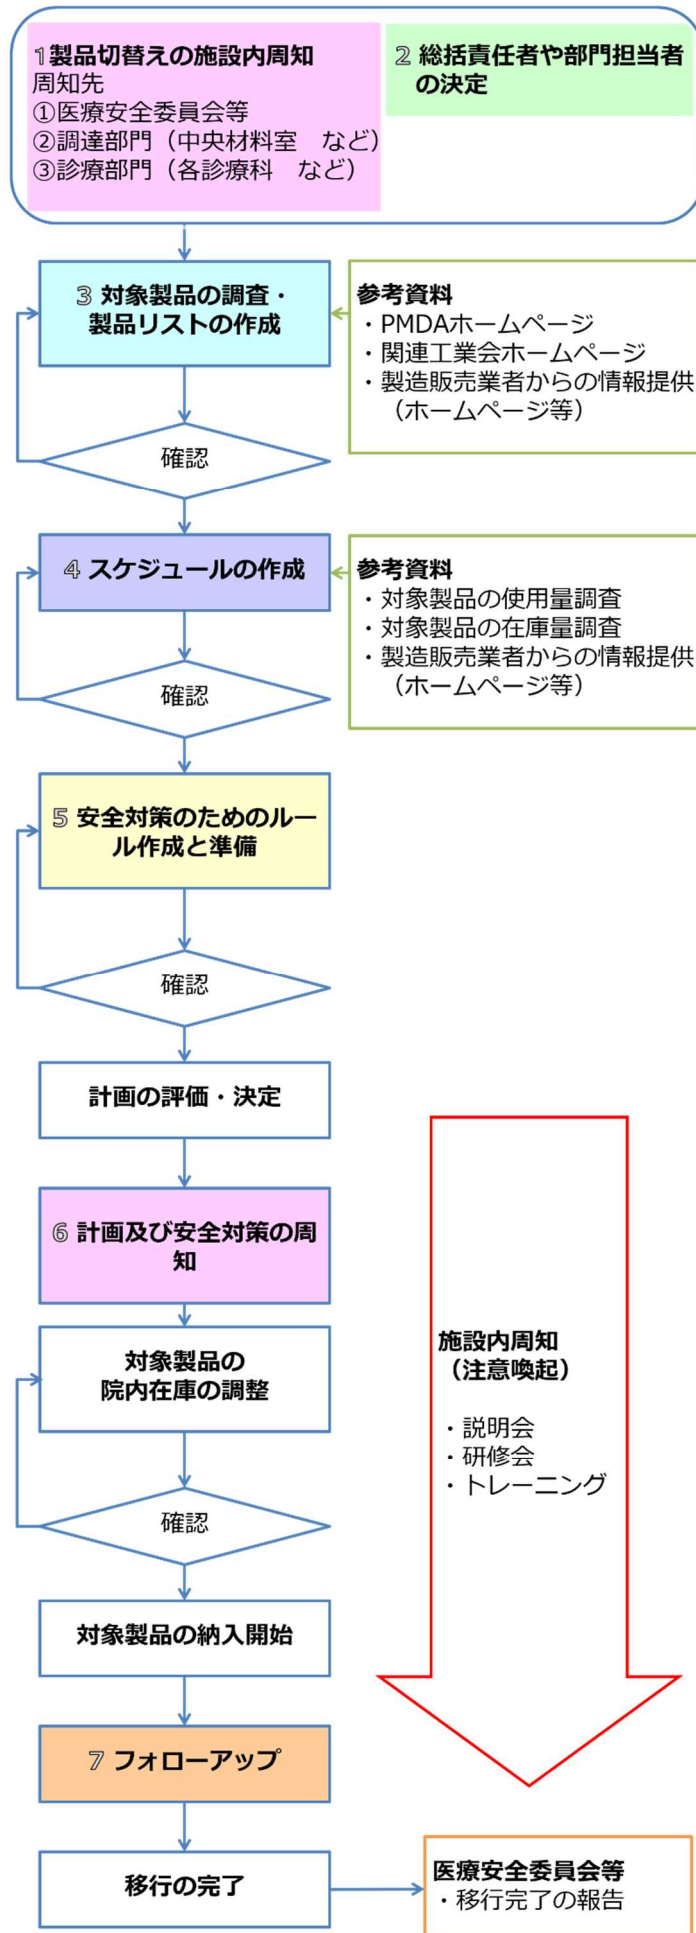 1製品切替えの施設内周知
周知先
①医療安全委員会等
②調達部門（中央材料室　など）
③診療部門（各診療科　など）
2 総括責任者や部門担当者
の決定
3 対象製品の調査・
製品リストの作成
参考資料
・PMDAホームページ
・関連工業会ホームページ
・製造販売業者からの情報提供
（ホームページ等）
確認
4 スケジュールの作成
参考資料
・対象製品の使用量調査
・対象製品の在庫量調査
・製造販売業者からの情報提供
（ホームページ等）
確認
5 安全対策のためのルー
ル作成と準備
確認
計画の評価・決定
6 計画及び安全対策の周
知
対象製品の
院内在庫の調整
確認
施設内周知
（注意喚起）
・説明会
・研修会
・トレーニング
対象製品の納入開始
7 フォローアップ
移行の完了
医療安全委員会等
・移行完了の報告